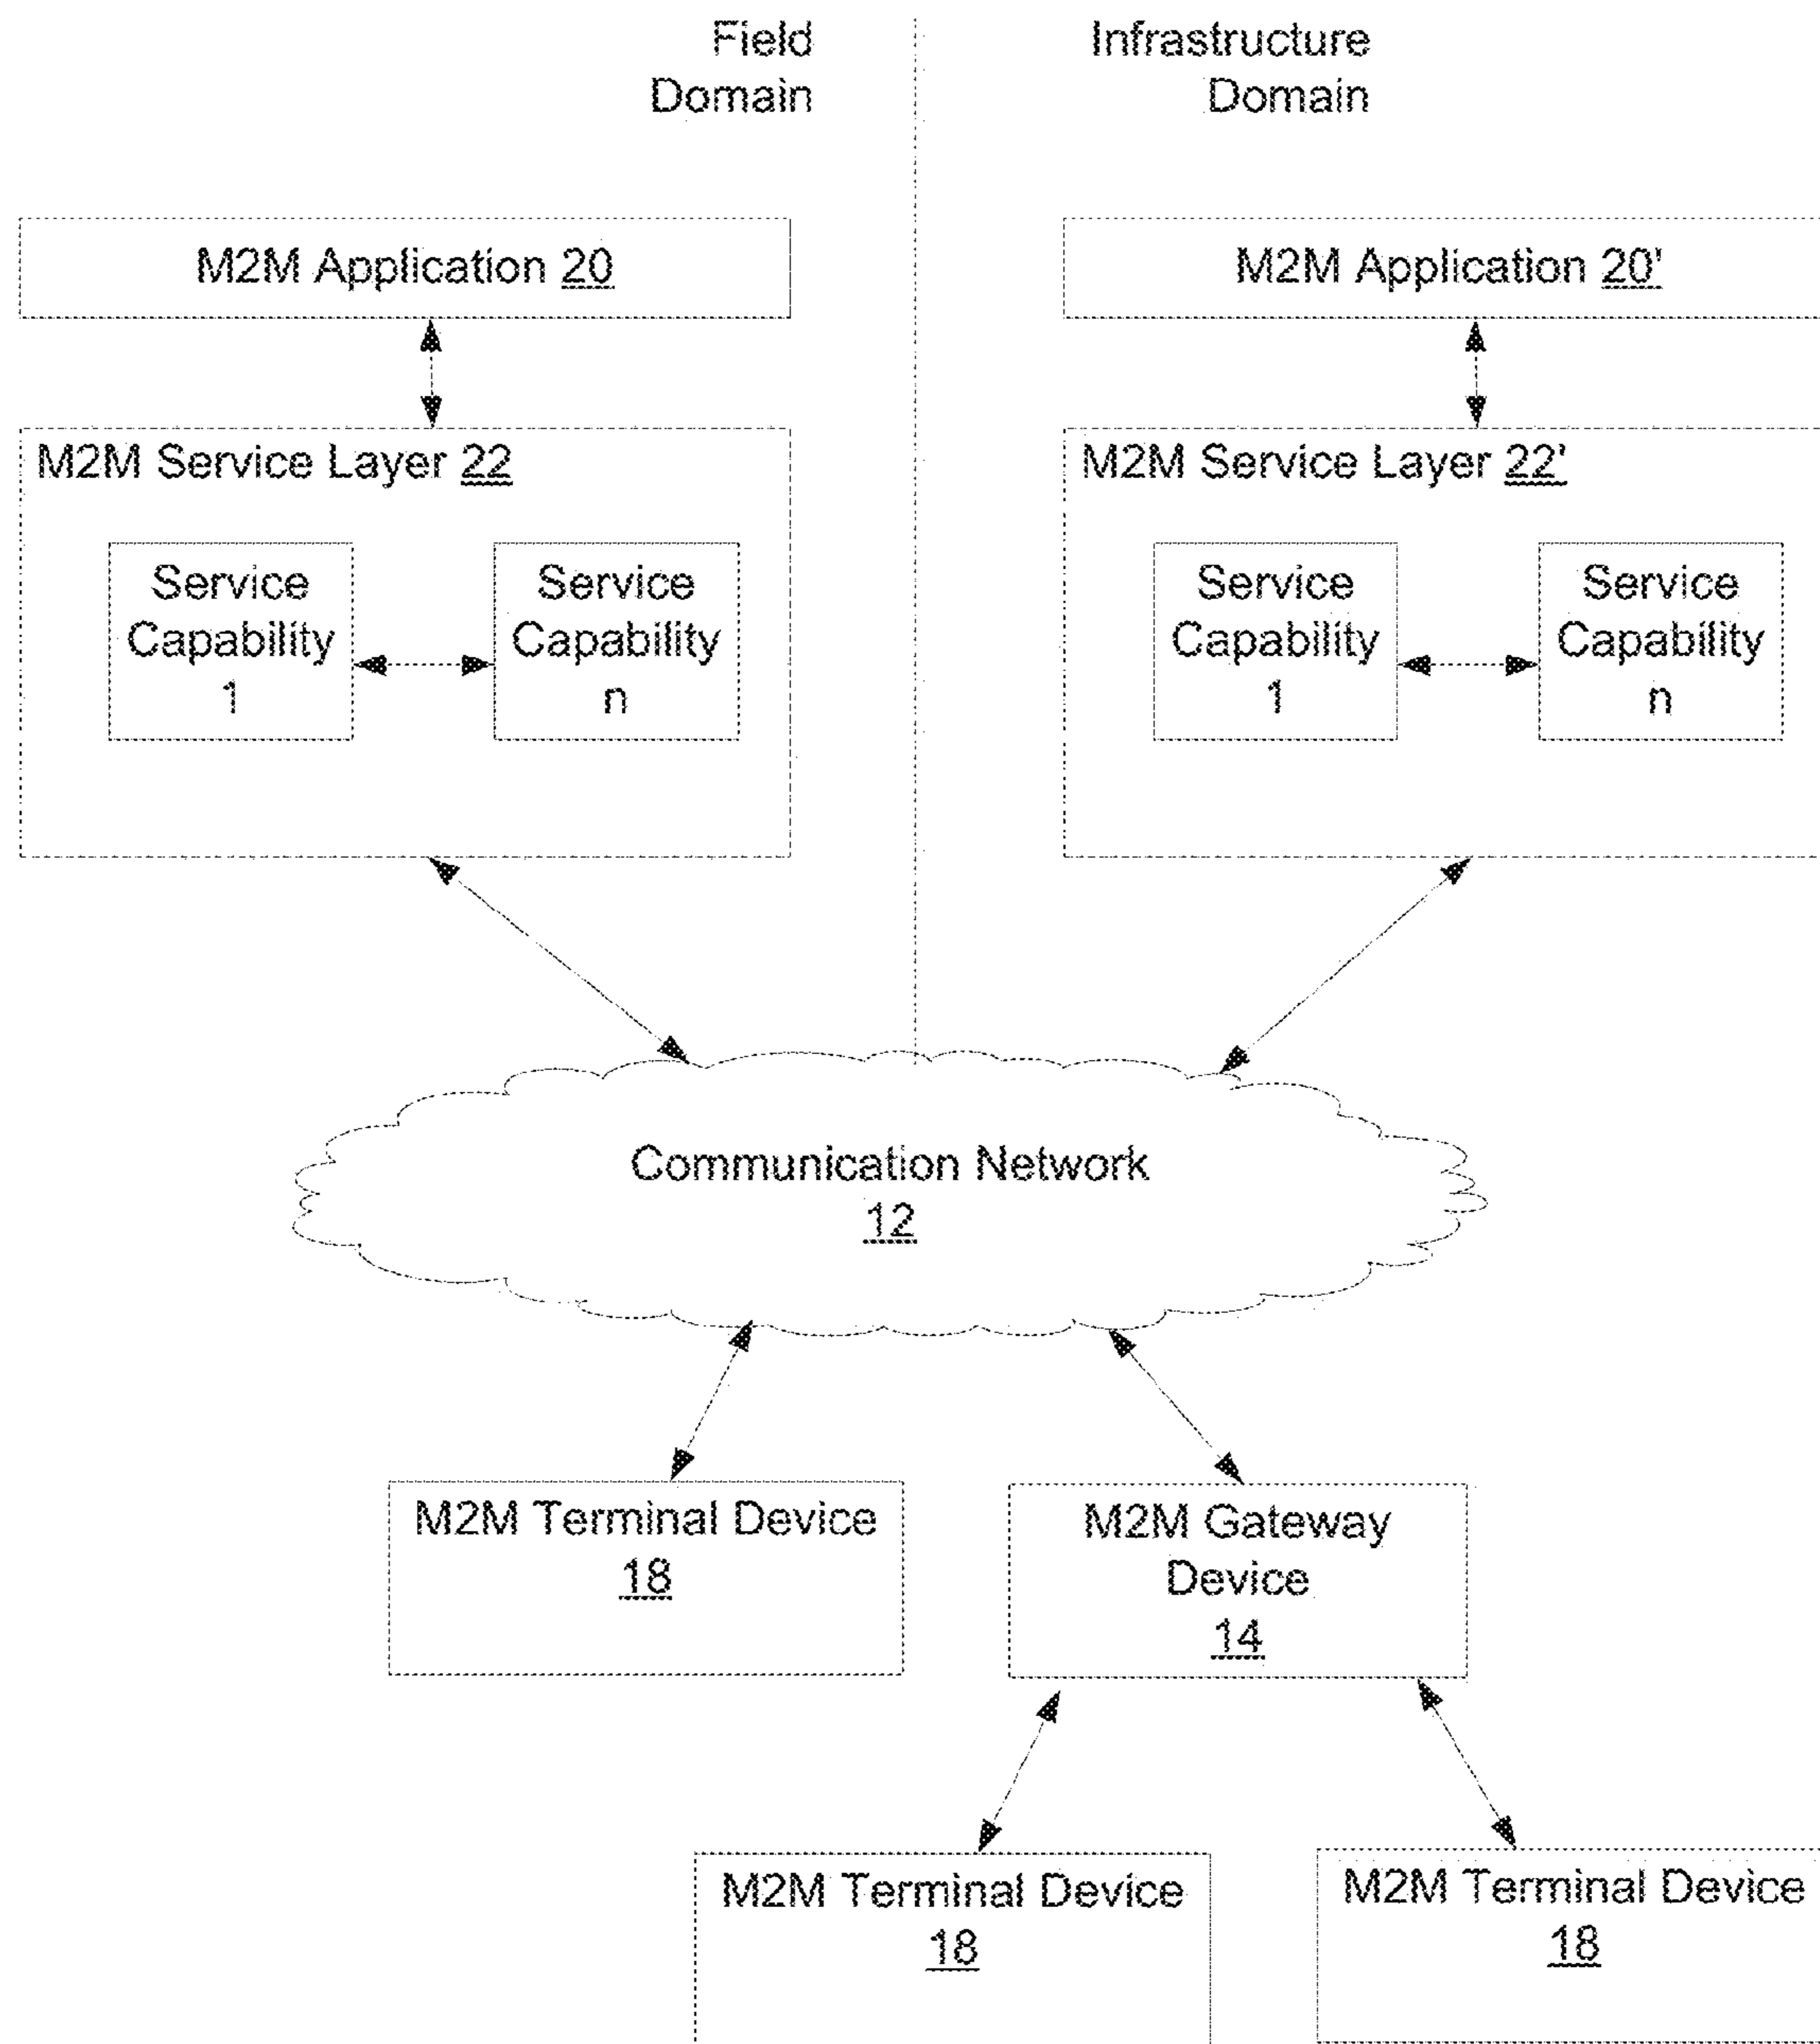 Field
Domain
Infrastructure
Domain
M2M Application 20
M2M Application 20'
M2M Service Layer 22
M2M Service Layer 22'
Service
Capability
1
Service
Capability
n
Service
Capability
1
Service
Capability
n
Communication Network
12
M2M Terminal Device
18
M2M Gateway
Device
14
M2M Terminal Device
18
M2M Terminal Device
18